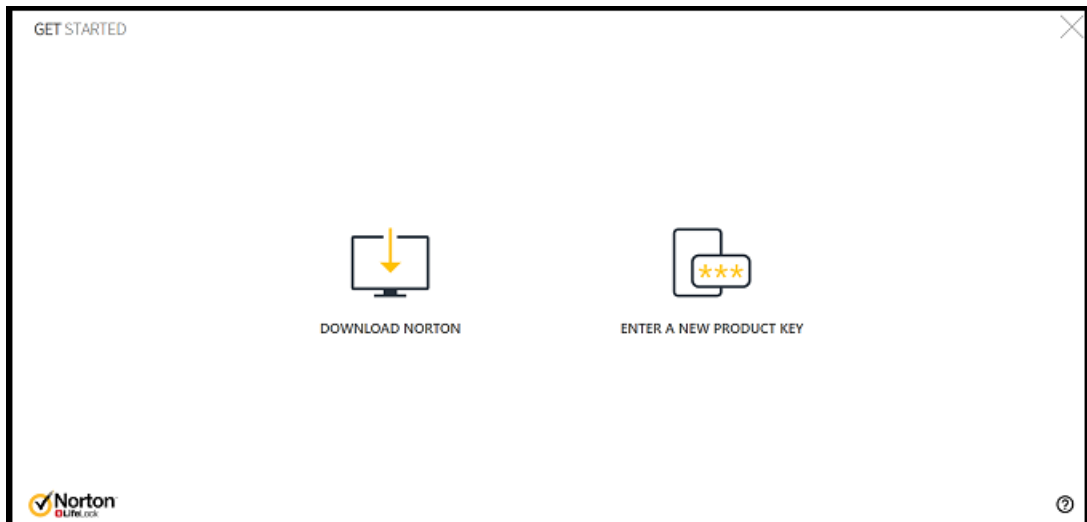 GET STARTED
***
DOWNLOAD NORTON
ENTER A NEW PRODUCT KEY
Norton
LifeLock
?